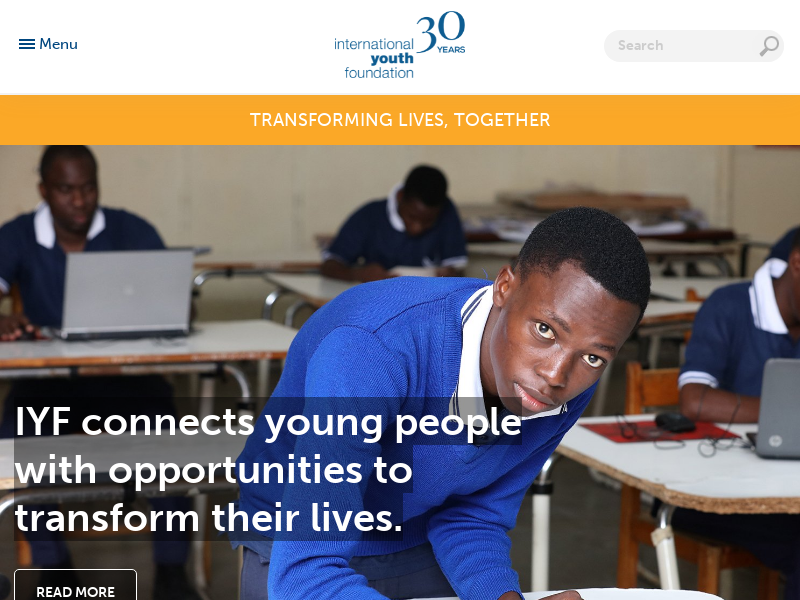 Menu
international
youth
foundation
30
YEARS
Search
TRANSFORMING LIVES, TOGETHER
IYF connects young people
with opportunities to
transform their lives.
READ MORE